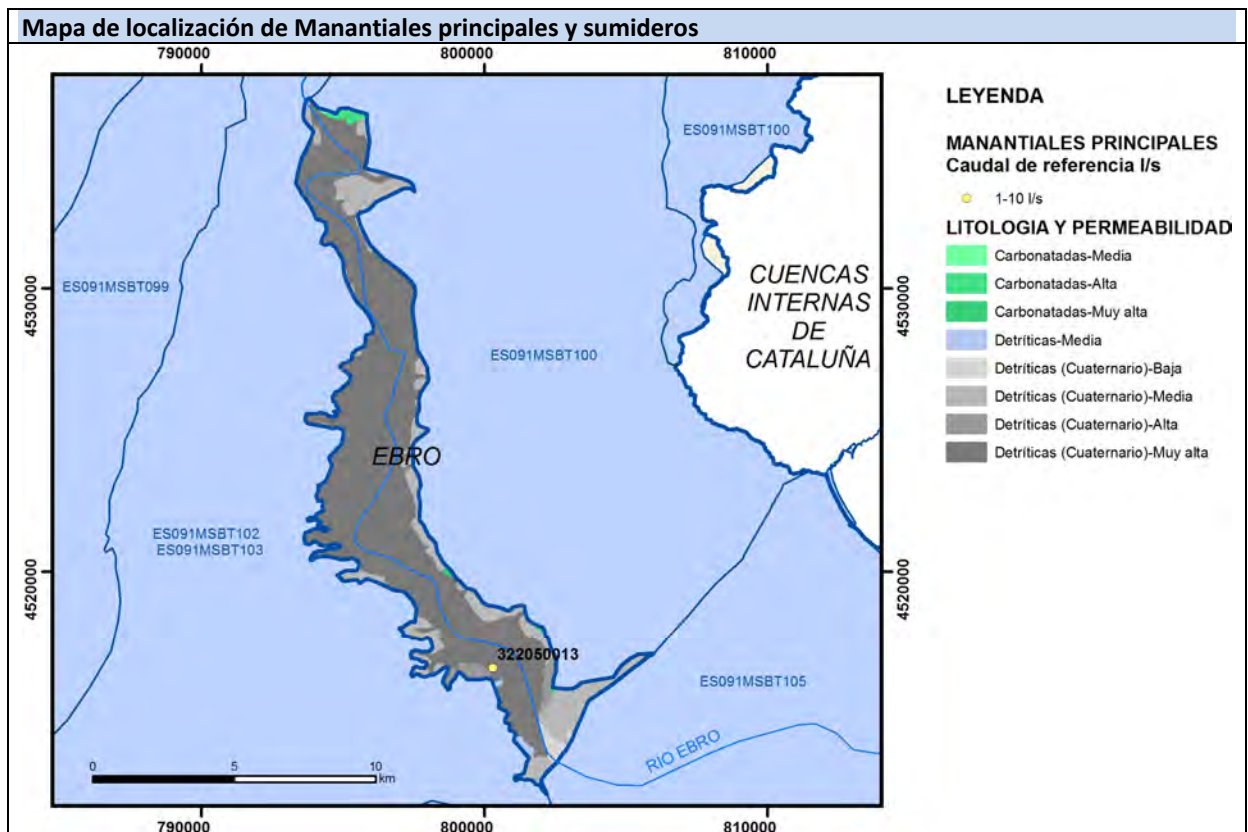 Mapa de localización de Manantiales principales y sumideros
790000
800000
810000
4530000
4520000
ES091MSBT099
ES091MSBT100
ES091MSBT100
CUENCAS
INTERNAS
DE
CATALUÑA
EBRO
ES091MSBT102
ES091MSBT103
322050013
ES091MSBT105
RIO EBRO
0
5
10
km
4530000
4520000
790000
800000
810000
LEYENDA
MANANTIALES PRINCIPALES
Caudal de referencia l/s
1-10 l/s
LITOLOGIA Y PERMEABILIDAD
Carbonatadas-Media
Carbonatadas-Alta
Carbonatadas-Muy alta
Detríticas-Media
Detríticas (Cuaternario)-Baja
Detríticas (Cuaternario)-Media
Detríticas (Cuaternario)-Alta
Detríticas (Cuaternario)-Muy alta